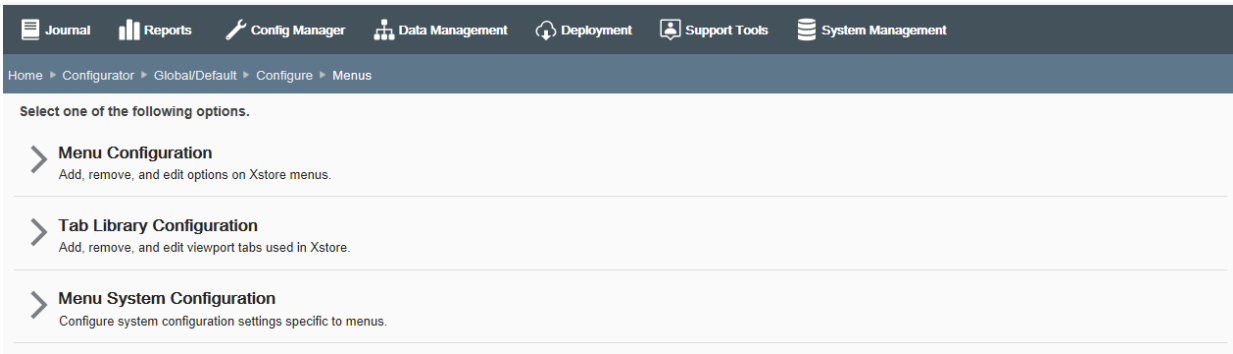 Journal Reports Config Manager Data Management Deployment Support Tools System Management
Home ▸ Configurator ▸ Global/Default ▸ Configure ▸ Menus
Select one of the following options.
Menu Configuration
Add, remove, and edit options on Xstore menus.
Tab Library Configuration
Add, remove, and edit viewport tabs used in Xstore.
Menu System Configuration
Configure system configuration settings specific to menus.